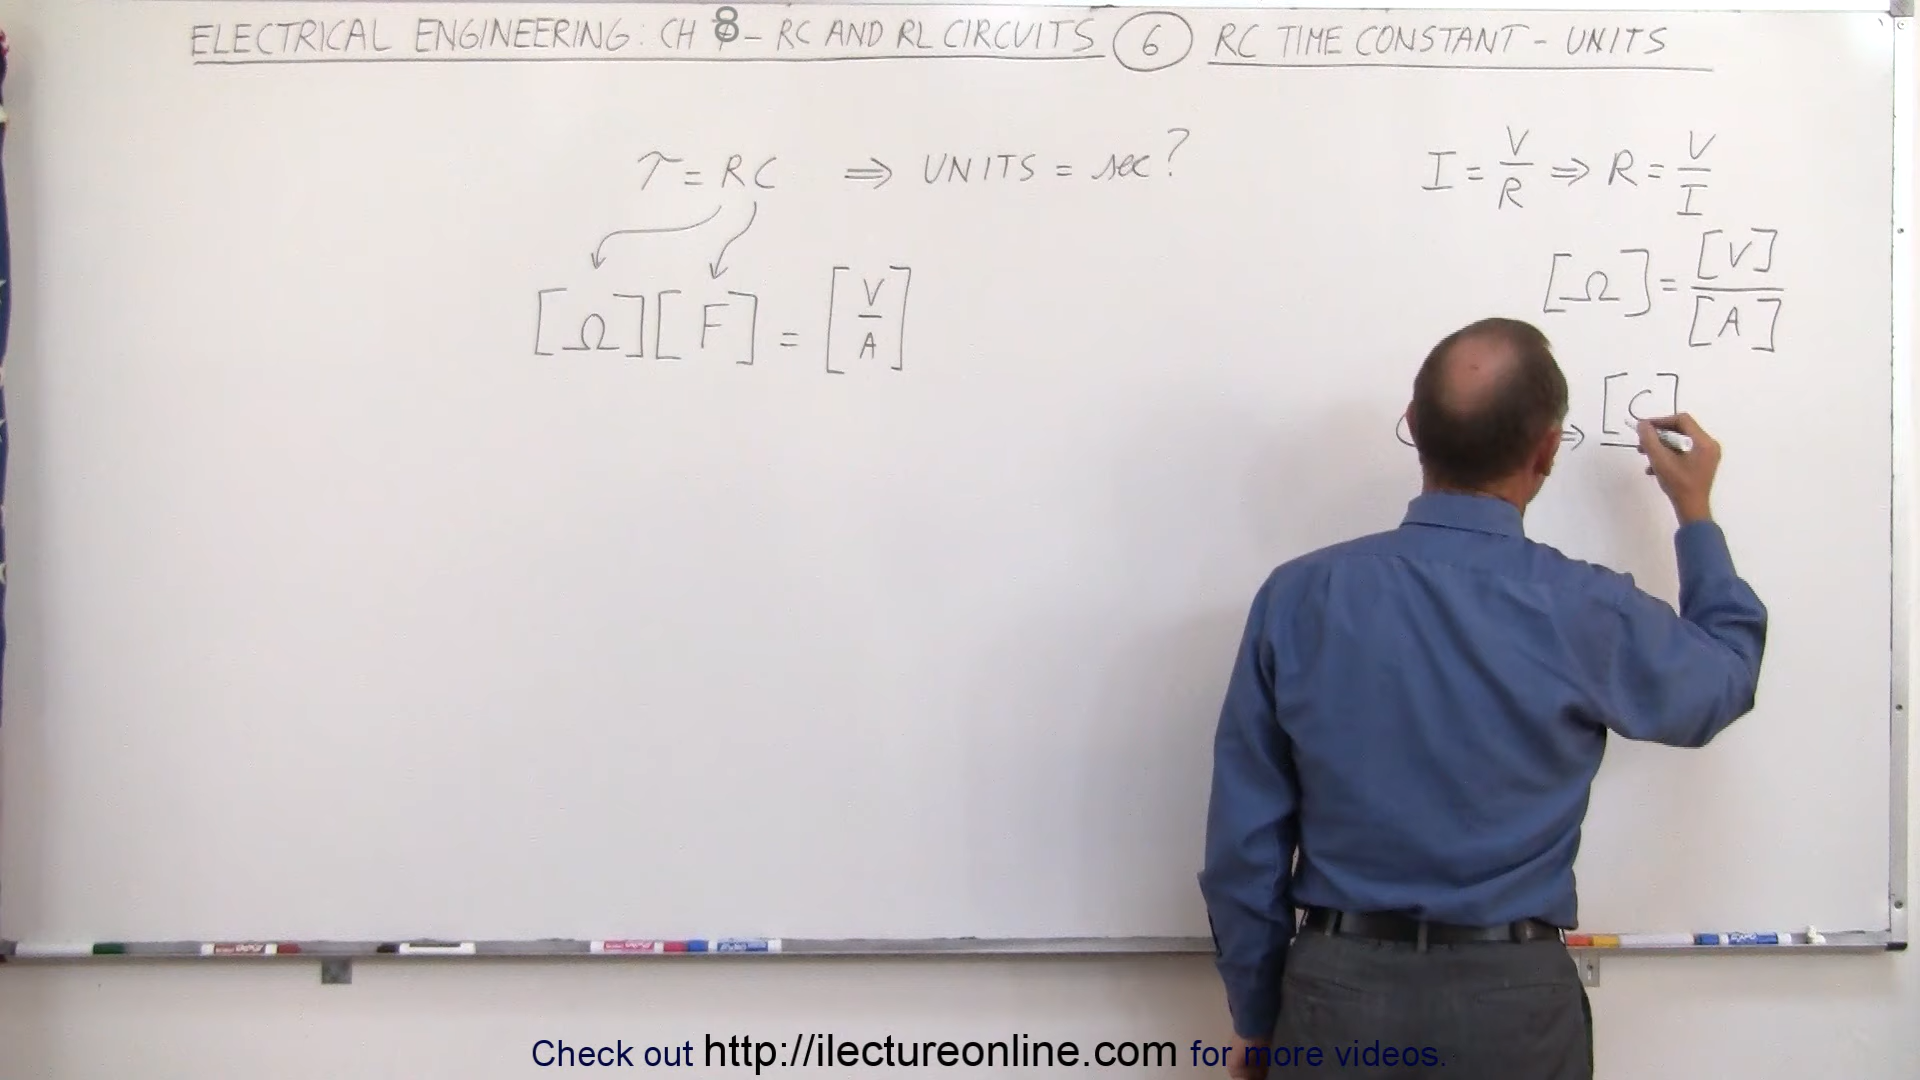 ELECTRICAL ENGINEERING: CH 8 - RC AND RL CIRCUITS (6) RC TIME CONSTANT - UNITS
τ = RC ⇒ UNITS = sec?
I = V/R ⇒ R = V/I
[Ω] = [V]/[A]
[Ω][F] = [V/A]
⇒ [C]
Check out http://ilectureonline.com for more videos.